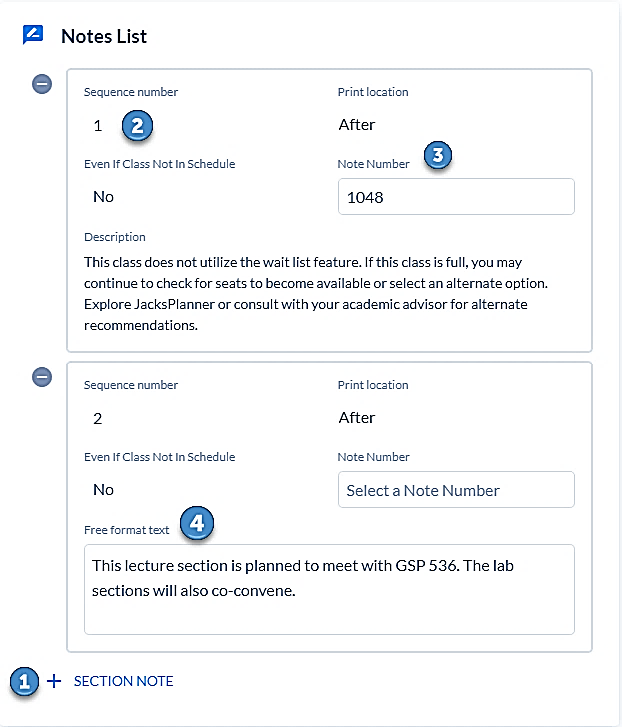 Notes List
Sequence number Print location
1 2 After
Even If Class Not In Schedule Note Number 3
No 1048
Description
This class does not utilize the wait list feature. If this class is full, you may
continue to check for seats to become available or select an alternate option.
Explore JacksPlanner or consult with your academic advisor for alternate
recommendations.
Sequence number Print location
2 After
Even If Class Not In Schedule Note Number
No Select a Note Number
Free format text 4
This lecture section is planned to meet with GSP 536. The lab
sections will also co-convene.
1 + SECTION NOTE